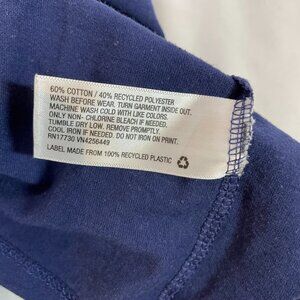 60% COTTON / 40% RECYCLED POLYESTER
WASH BEFORE WEAR. TURN GARMENT INSIDE OUT.
MACHINE WASH COLD WITH LIKE COLORS.
ONLY NON- CHLORINE BLEACH IF NEEDED.
TUMBLE DRY LOW. REMOVE PROMPTLY.
COOL IRON IF NEEDED. DO NOT IRON ON PRINT.
RN17730 VN4256449
LABEL MADE FROM 100% RECYCLED PLASTIC